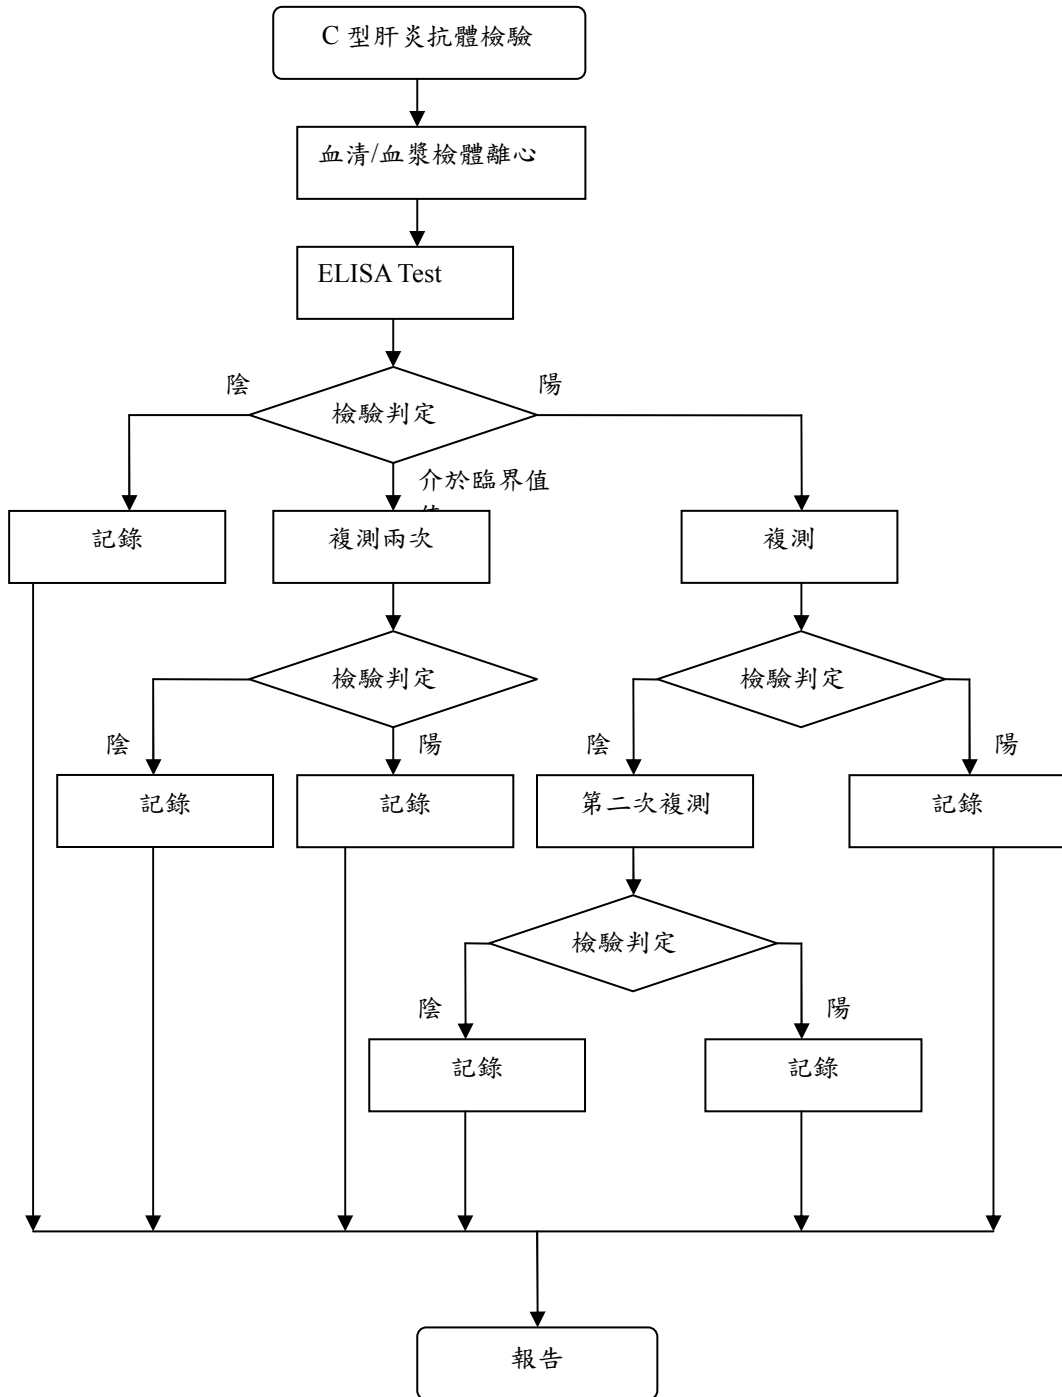 C 型肝炎抗體檢驗
血清/血漿檢體離心
ELISA Test
陰
陽
檢驗判定
介於臨界值
記錄
複測兩次
複測
檢驗判定
檢驗判定
陰
陽
陰
陽
記錄
記錄
第二次複測
記錄
檢驗判定
陰
陽
記錄
記錄
報告